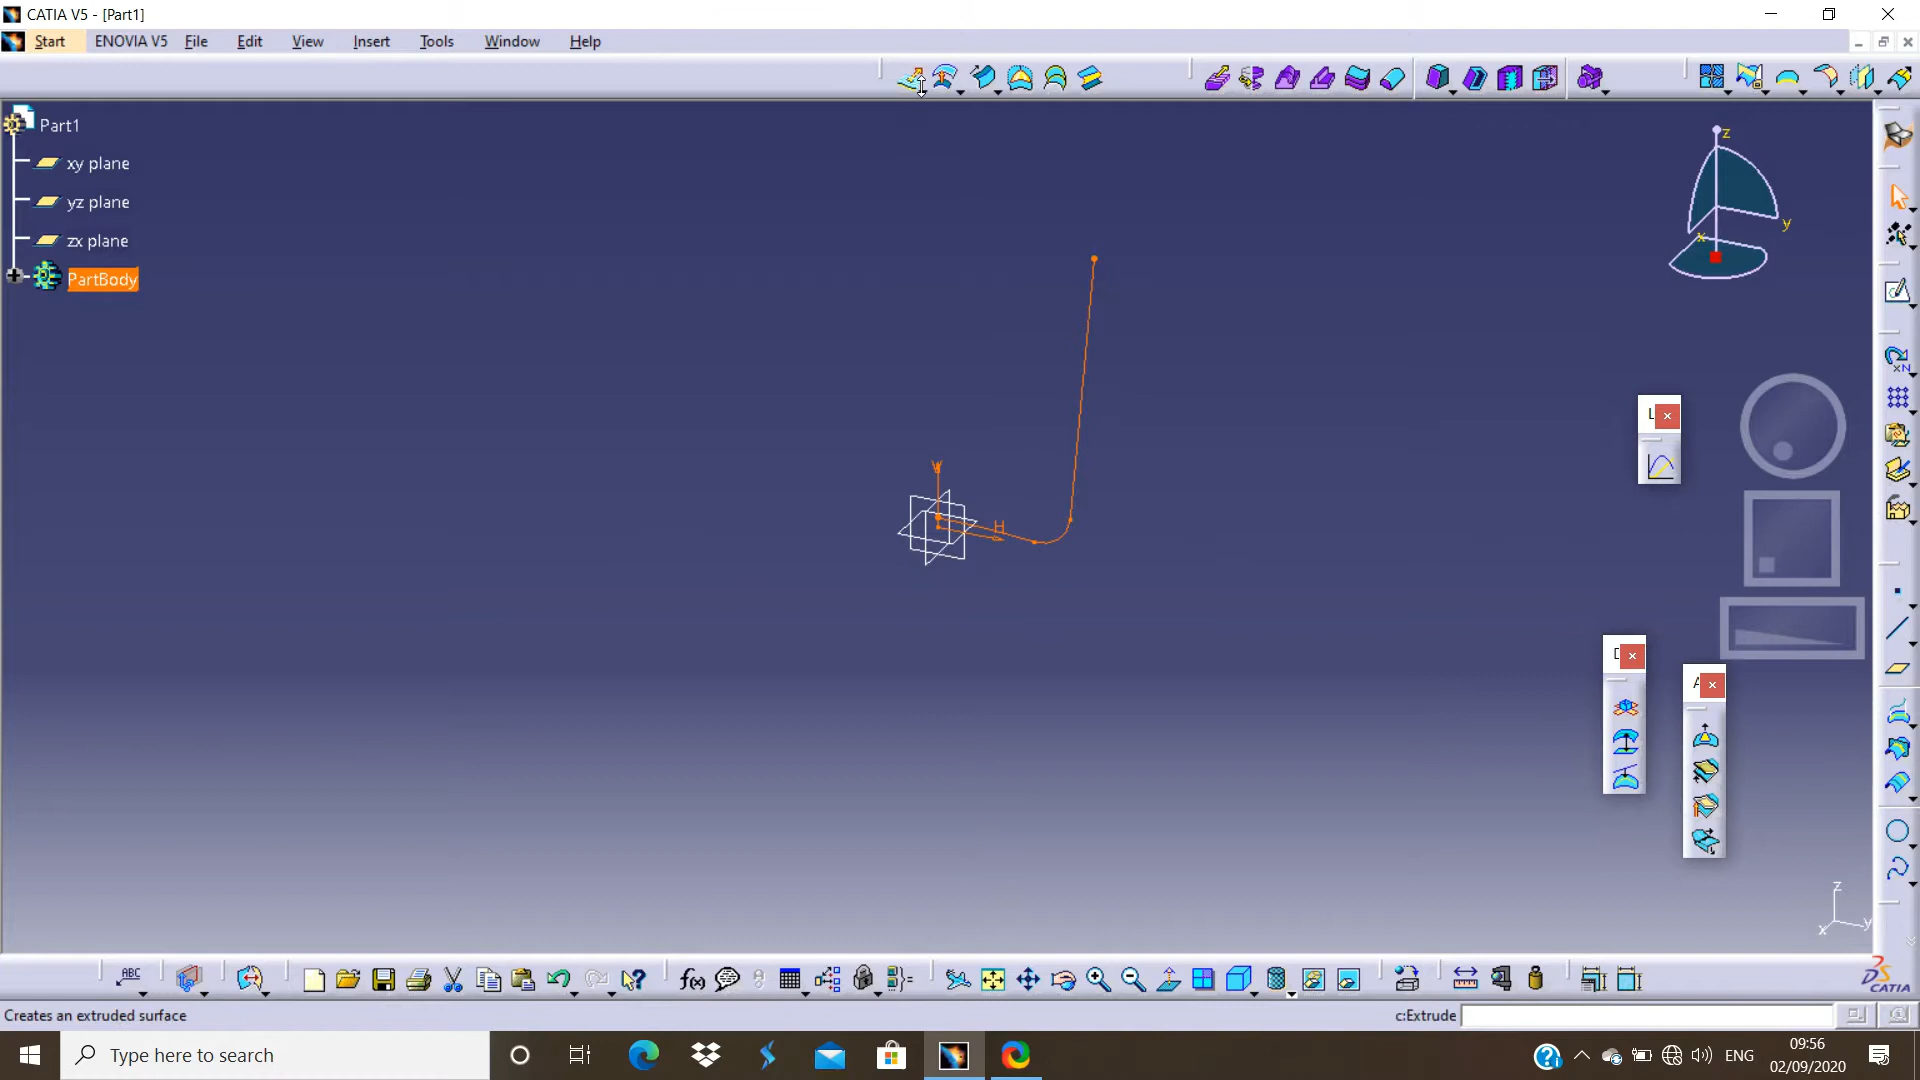 CATIA V5 - [Part1]
Start ENOVIA V5 File Edit View Insert Tools Window Help
Part1
xy plane
yz plane
zx plane
PartBody
z
y
x
V
H
L
D
A
z
y
x
ABC
f(x)
CATIA
Creates an extruded surface
c:Extrude
Type here to search
ENG
09:56
02/09/2020